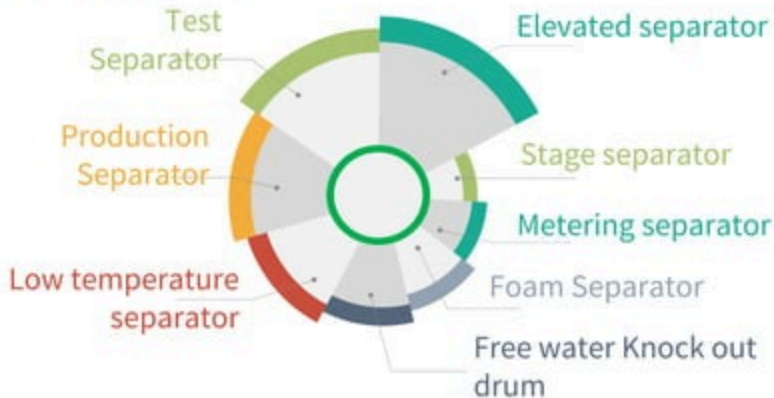 Test
Separator
Elevated separator
Production
Separator
Stage separator
Metering separator
Low temperature
separator
Foam Separator
Free water Knock out
drum